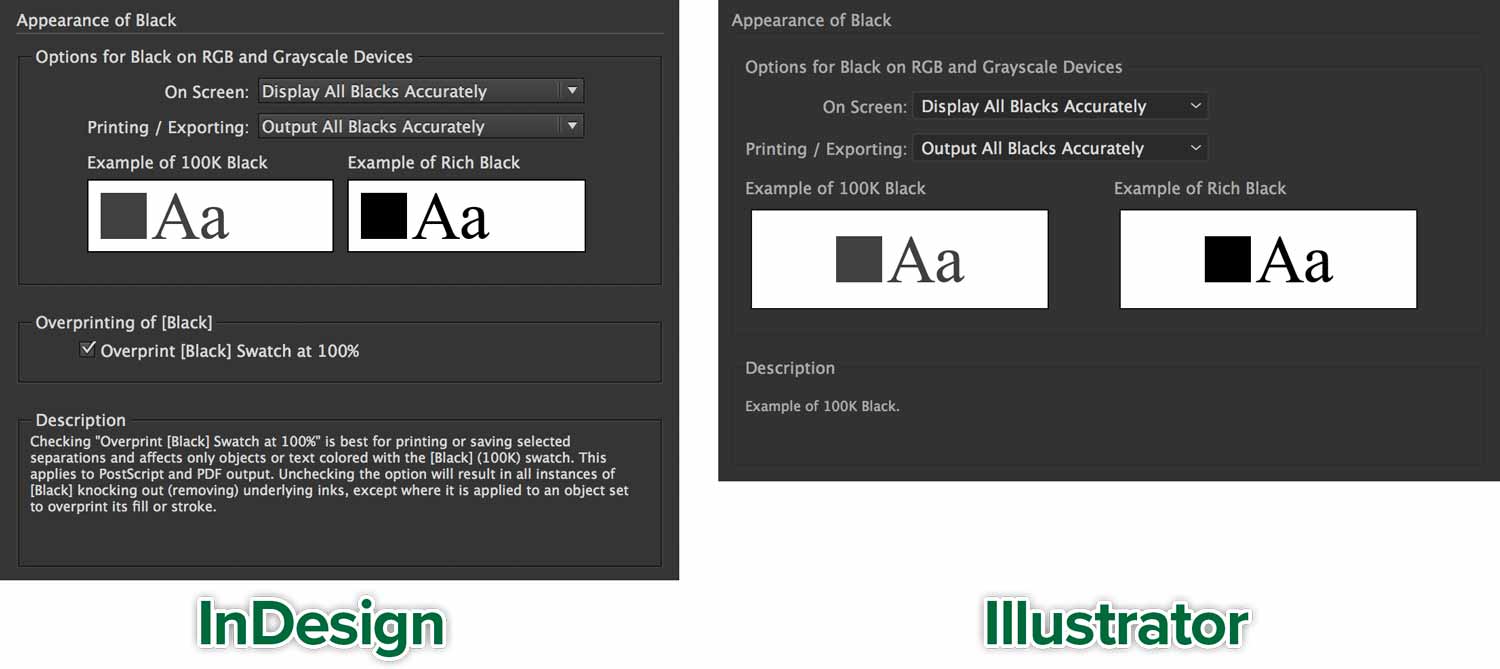 Appearance of Black
Options for Black on RGB and Grayscale Devices
On Screen: Display All Blacks Accurately
Printing / Exporting: Output All Blacks Accurately
Example of 100K Black Example of Rich Black
Aa Aa
Overprinting of [Black]
Overprint [Black] Swatch at 100%
Description
Checking "Overprint [Black] Swatch at 100%" is best for printing or saving selected
separations and affects only objects or text colored with the [Black] (100K) swatch. This
applies to PostScript and PDF output. Unchecking the option will result in all instances of
[Black] knocking out (removing) underlying inks, except where it is applied to an object set
to overprint its fill or stroke.
InDesign
Appearance of Black
Options for Black on RGB and Grayscale Devices
On Screen: Display All Blacks Accurately
Printing / Exporting: Output All Blacks Accurately
Example of 100K Black Example of Rich Black
Aa Aa
Description
Example of 100K Black.
Illustrator